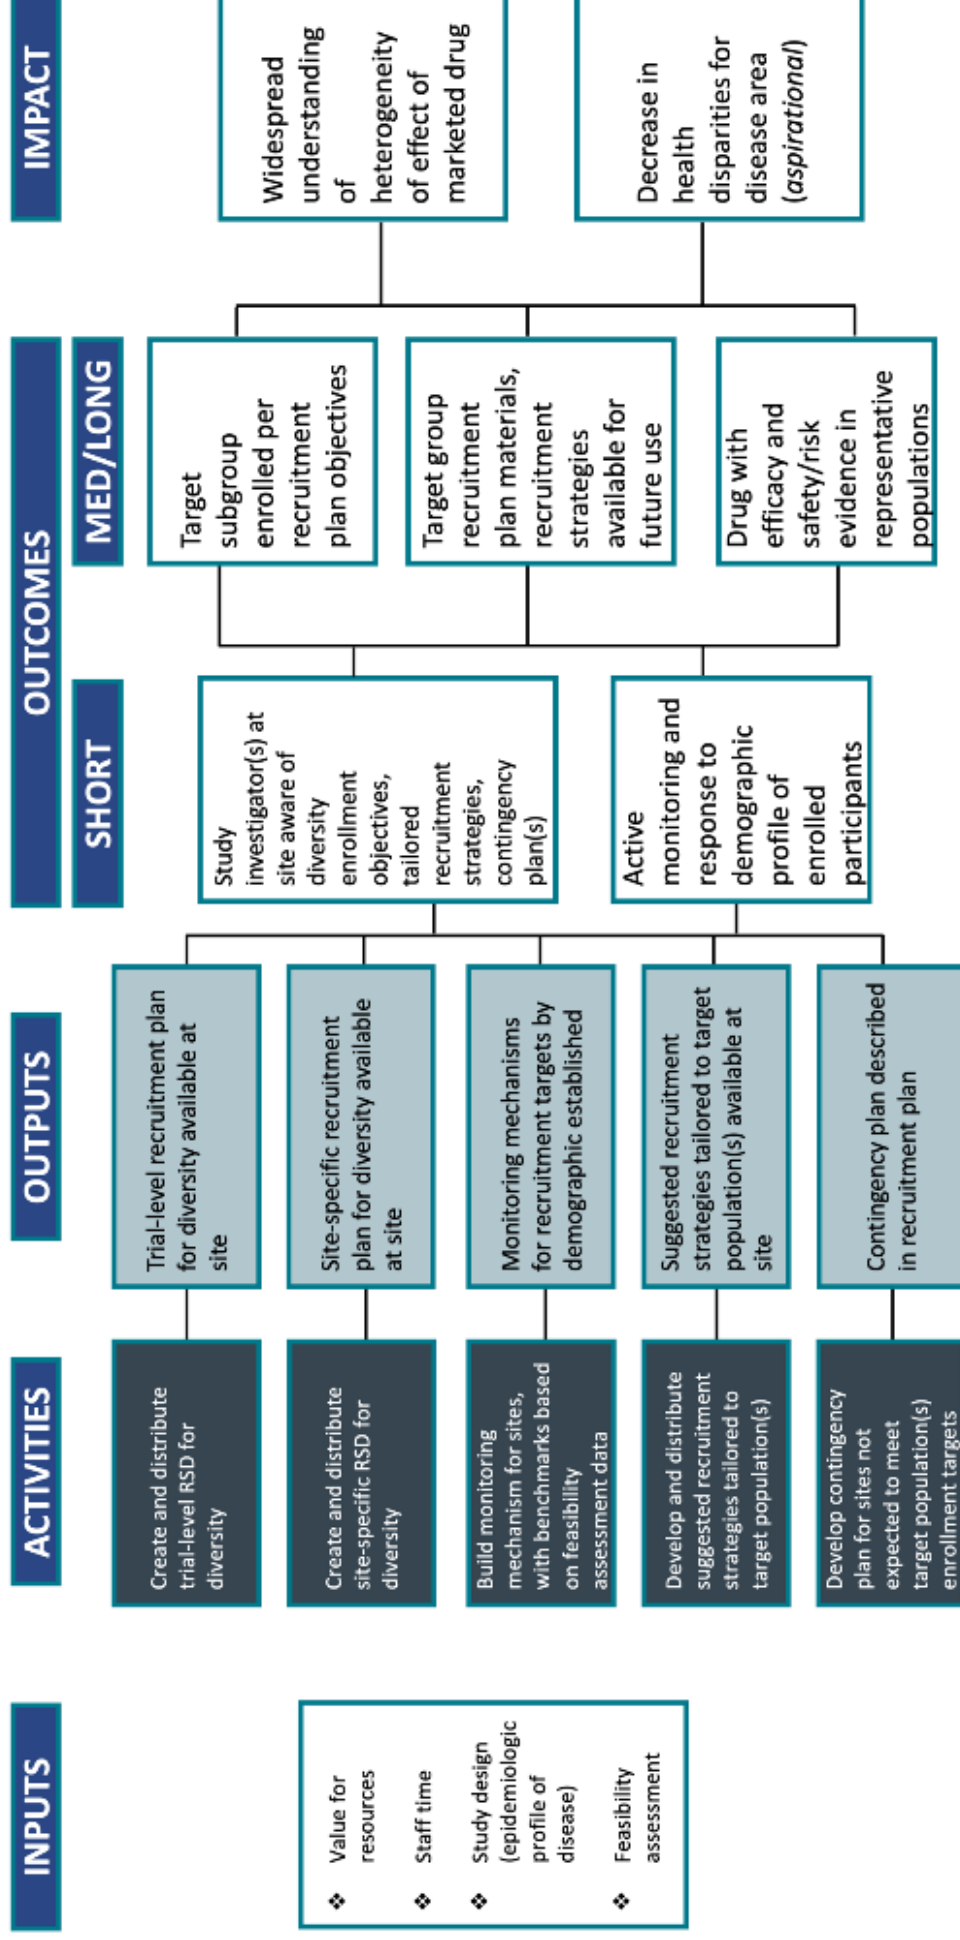 INPUTS
❖ Value for
resources
❖ Staff time
❖ Study design
(epidemiologic
profile of
disease)
❖ Feasibility
assessment
ACTIVITIES
Create and distribute
trial-level RSD for
diversity
Create and distribute
site-specific RSD for
diversity
Build monitoring
mechanism for sites,
with benchmarks based
on feasibility
assessment data
Develop and distribute
suggested recruitment
strategies tailored to
target population(s)
Develop contingency
plan for sites not
expected to meet
target population(s)
enrollment targets
OUTPUTS
Trial-level recruitment plan
for diversity available at
site
Site-specific recruitment
plan for diversity available
at site
Monitoring mechanisms
for recruitment targets by
demographic established
Suggested recruitment
strategies tailored to target
population(s) available at
site
Contingency plan described
in recruitment plan
OUTCOMES
SHORT
Study
investigator(s) at
site aware of
diversity
enrollment
objectives,
tailored
recruitment
strategies,
contingency
plan(s)
Active
monitoring and
response to
demographic
profile of
enrolled
participants
MED/LONG
Target
subgroup
enrolled per
recruitment
plan objectives
Target group
recruitment
plan materials,
recruitment
strategies
available for
future use
Drug with
efficacy and
safety/risk
evidence in
representative
populations
IMPACT
Widespread
understanding
of
heterogeneity
of effect of
marketed drug
Decrease in
health
disparities for
disease area
(aspirational)